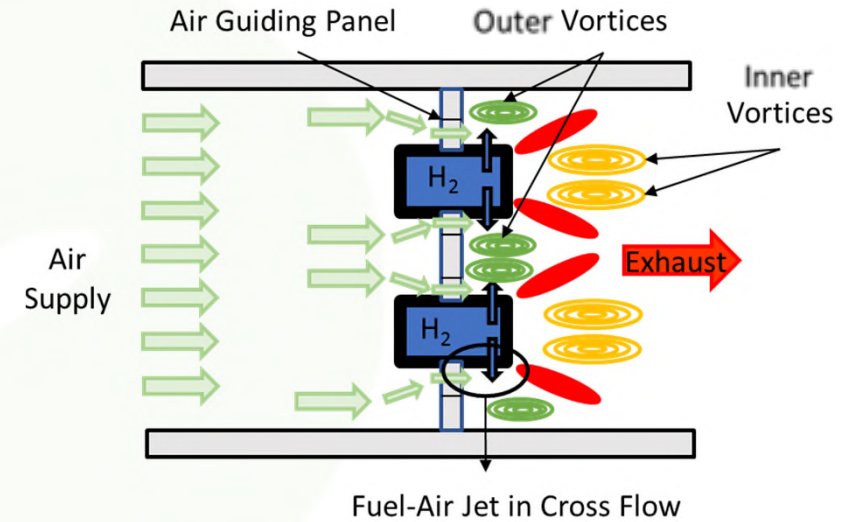 Air Guiding Panel
Outer Vortices
Inner
Vortices
H₂
Air
Supply
Exhaust
H₂
Fuel-Air Jet in Cross Flow